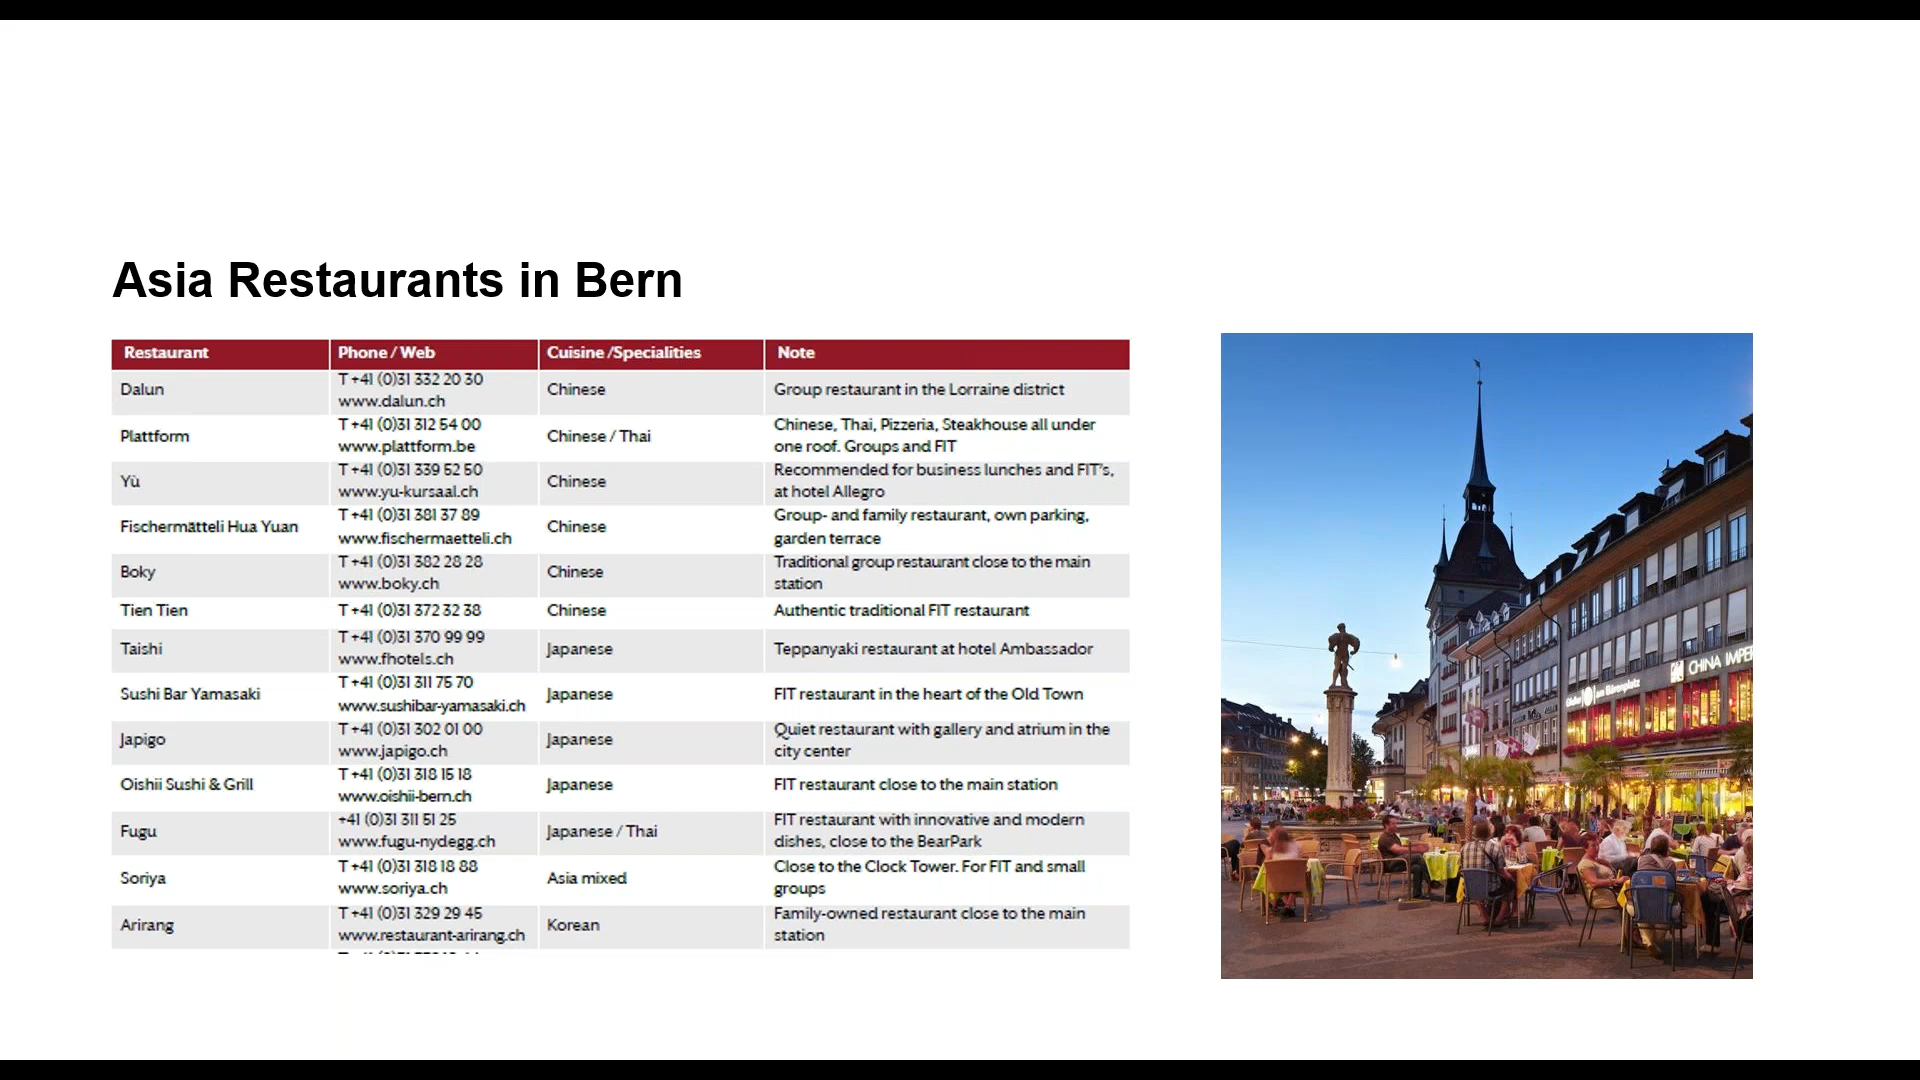 Asia Restaurants in Bern
Restaurant Phone / Web Cuisine /Specialities Note
Dalun
T +41 (0)31 332 20 30
www.dalun.ch
Chinese
Group restaurant in the Lorraine district
Plattform
T +41 (0)31 312 54 00
www.plattform.be
Chinese / Thai
Chinese, Thai, Pizzeria, Steakhouse all under
one roof. Groups and FIT
Yù
T +41 (0)31 339 52 50
www.yu-kursaal.ch
Chinese
Recommended for business lunches and FIT's,
at hotel Allegro
Fischermätteli Hua Yuan
T +41 (0)31 381 37 89
www.fischermaetteli.ch
Chinese
Group- and family restaurant, own parking,
garden terrace
Boky
T +41 (0)31 382 28 28
www.boky.ch
Chinese
Traditional group restaurant close to the main
station
Tien Tien
T +41 (0)31 372 32 38
Chinese
Authentic traditional FIT restaurant
Taishi
T +41 (0)31 370 99 99
www.fhotels.ch
Japanese
Teppanyaki restaurant at hotel Ambassador
Sushi Bar Yamasaki
T +41 (0)31 311 75 70
www.sushibar-yamasaki.ch
Japanese
FIT restaurant in the heart of the Old Town
Japigo
T +41 (0)31 302 01 00
www.japigo.ch
Japanese
Quiet restaurant with gallery and atrium in the
city center
Oishii Sushi & Grill
T +41 (0)31 318 15 18
www.oishii-bern.ch
Japanese
FIT restaurant close to the main station
Fugu
+41 (0)31 311 51 25
www.fugu-nydegg.ch
Japanese / Thai
FIT restaurant with innovative and modern
dishes, close to the BearPark
Soriya
T +41 (0)31 318 18 88
www.soriya.ch
Asia mixed
Close to the Clock Tower. For FIT and small
groups
Arirang
T +41 (0)31 329 29 45
www.restaurant-arirang.ch
Korean
Family-owned restaurant close to the main
station
CHINA IMPE
am Bärenplatz